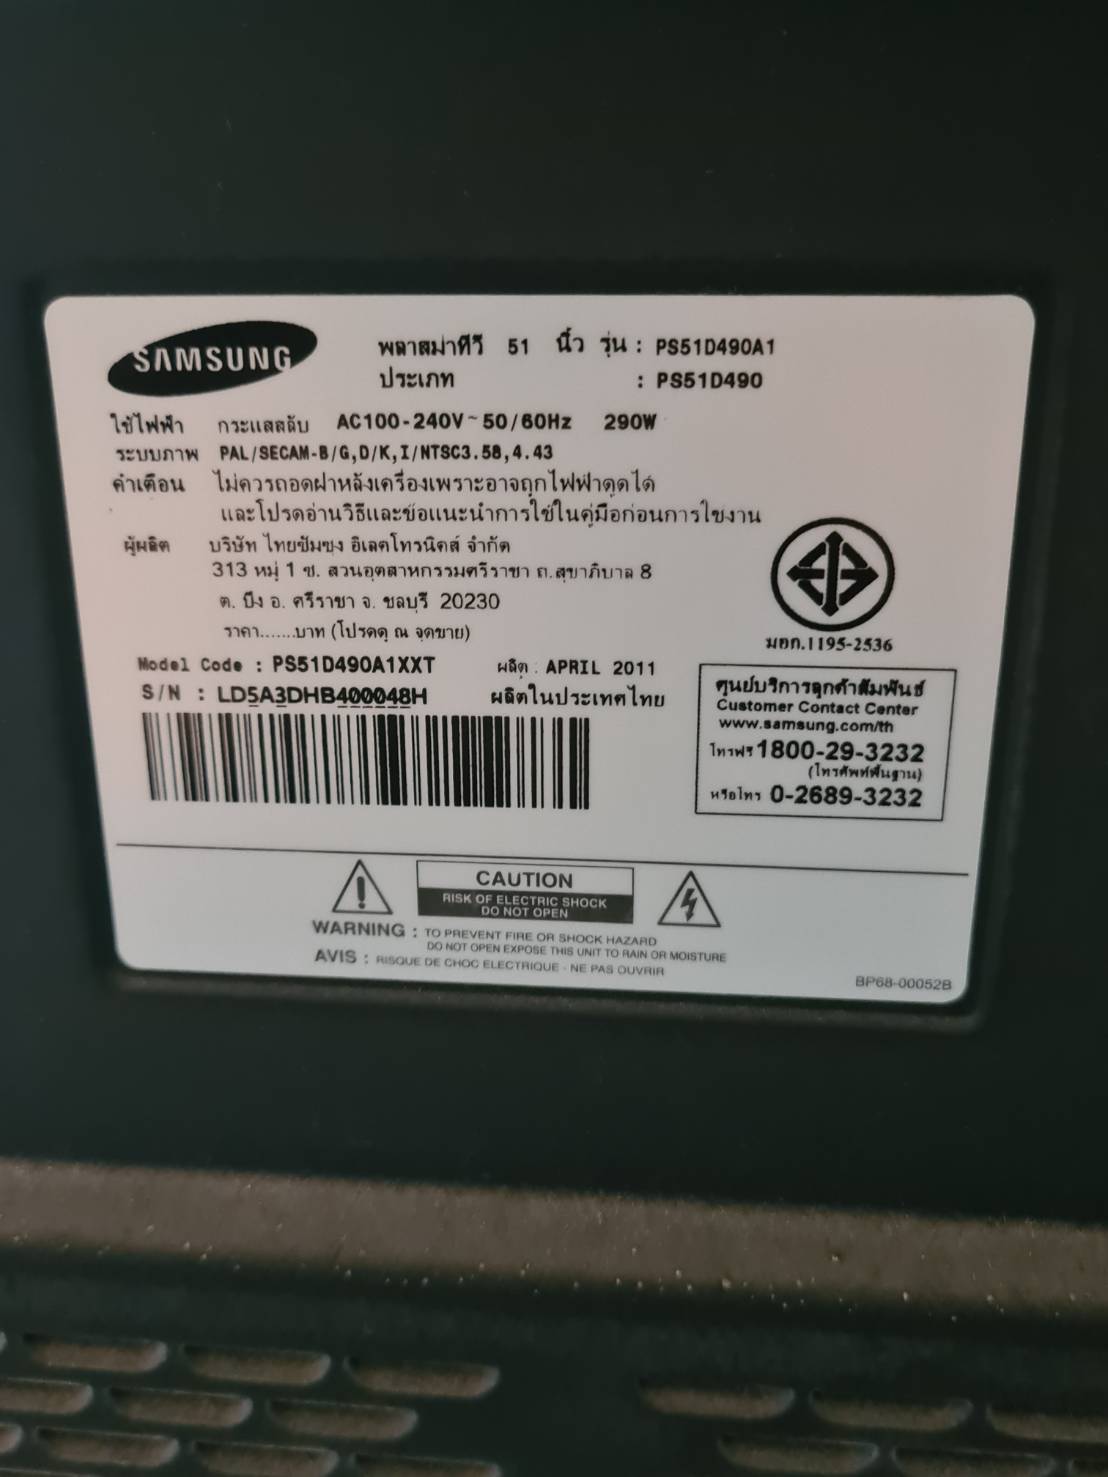 SAMSUNG
พลาสม่าทีวี 51 นิ้ว รุ่น : PS51D490A1
ประเภท : PS51D490
ใช้ไฟฟ้า กระแสสลับ AC100-240V~50/60Hz 290W
ระบบภาพ PAL/SECAM-B/G,D/K,I/NTSC3.58,4.43
คำเตือน ไม่ควรถอดฝาหลังเครื่องเพราะอาจถูกไฟฟ้าดูดได้
และโปรดอ่านวิธีและข้อแนะนำการใช้ในคู่มือก่อนการใช้งาน
ผู้ผลิต บริษัท ไทยซัมซุง อิเลคโทรนิคส์ จำกัด
313 หมู่ 1 ซ. สวนอุตสาหกรรมศรีราชา ถ.สุขาภิบาล 8
ต. บึง อ. ศรีราชา จ. ชลบุรี 20230
ราคา.......บาท (โปรดดู ณ จุดขาย)
มอก.1195-2536
Model Code : PS51D490A1XXT ผลิต : APRIL 2011
S/N : LD5A3DHB400048H ผลิตในประเทศไทย
ศูนย์บริการลูกค้าสัมพันธ์
Customer Contact Center
www.samsung.com/th
โทรฟรี 1800-29-3232
(โทรศัพท์พื้นฐาน)
หรือโทร 0-2689-3232
CAUTION
RISK OF ELECTRIC SHOCK
DO NOT OPEN
WARNING : TO PREVENT FIRE OR SHOCK HAZARD
DO NOT OPEN EXPOSE THIS UNIT TO RAIN OR MOISTURE
AVIS : RISQUE DE CHOC ELECTRIQUE - NE PAS OUVRIR
BP68-00052B